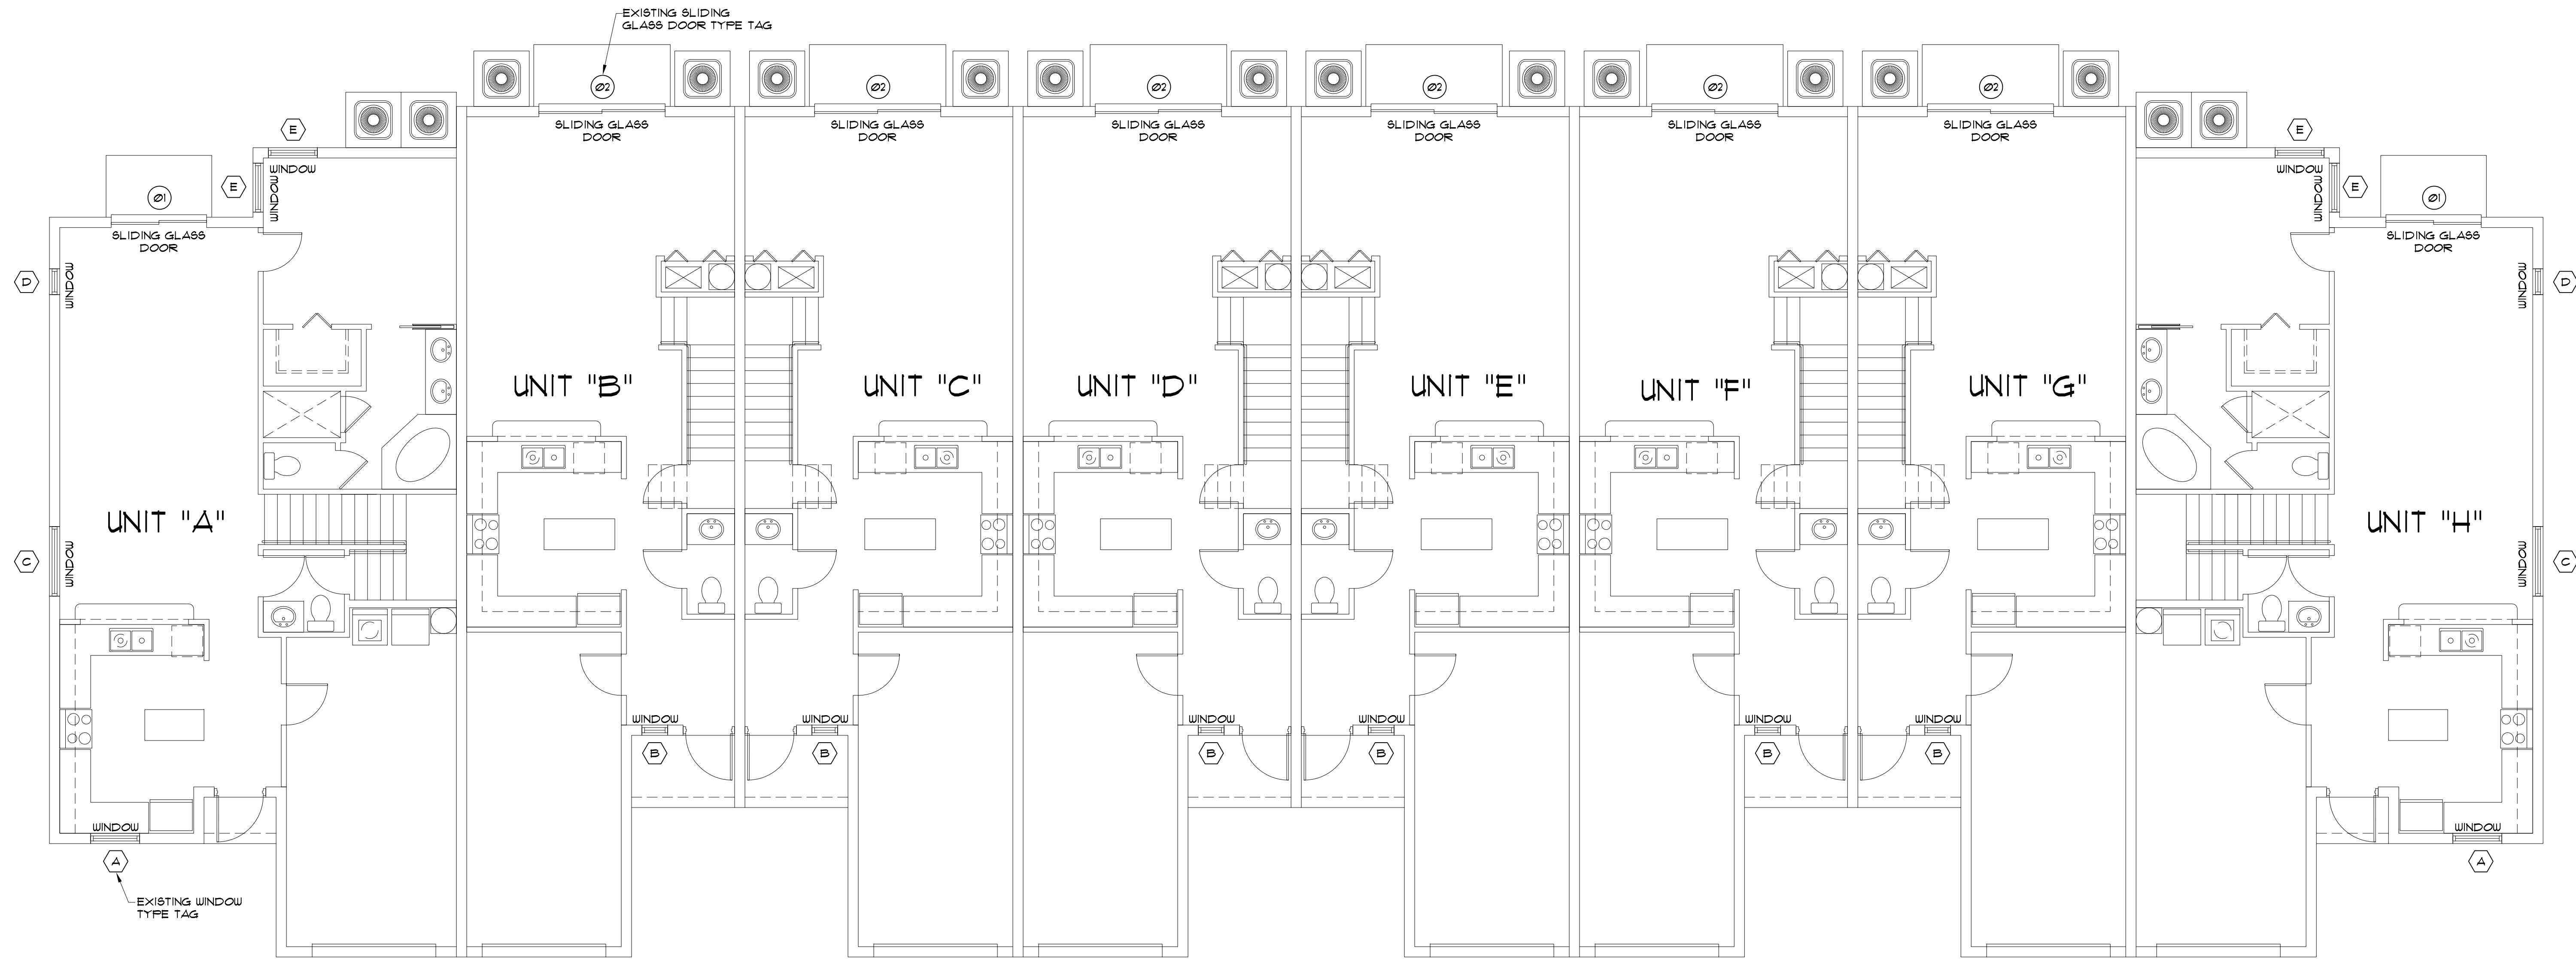 EXISTING SLIDING
GLASS DOOR TYPE TAG
02
02
02
02
02
02
SLIDING GLASS
DOOR
SLIDING GLASS
DOOR
SLIDING GLASS
DOOR
SLIDING GLASS
DOOR
SLIDING GLASS
DOOR
SLIDING GLASS
DOOR
E
E
WINDOW
WINDOW
E
E
WINDOW
WINDOW
01
01
SLIDING GLASS
DOOR
SLIDING GLASS
DOOR
D
WINDOW
WINDOW
D
UNIT "B"
UNIT "C"
UNIT "D"
UNIT "E"
UNIT "F"
UNIT "G"
UNIT "A"
UNIT "H"
C
WINDOW
WINDOW
C
WINDOW
WINDOW
WINDOW
WINDOW
WINDOW
WINDOW
B
B
B
B
B
B
WINDOW
WINDOW
A
A
EXISTING WINDOW
TYPE TAG